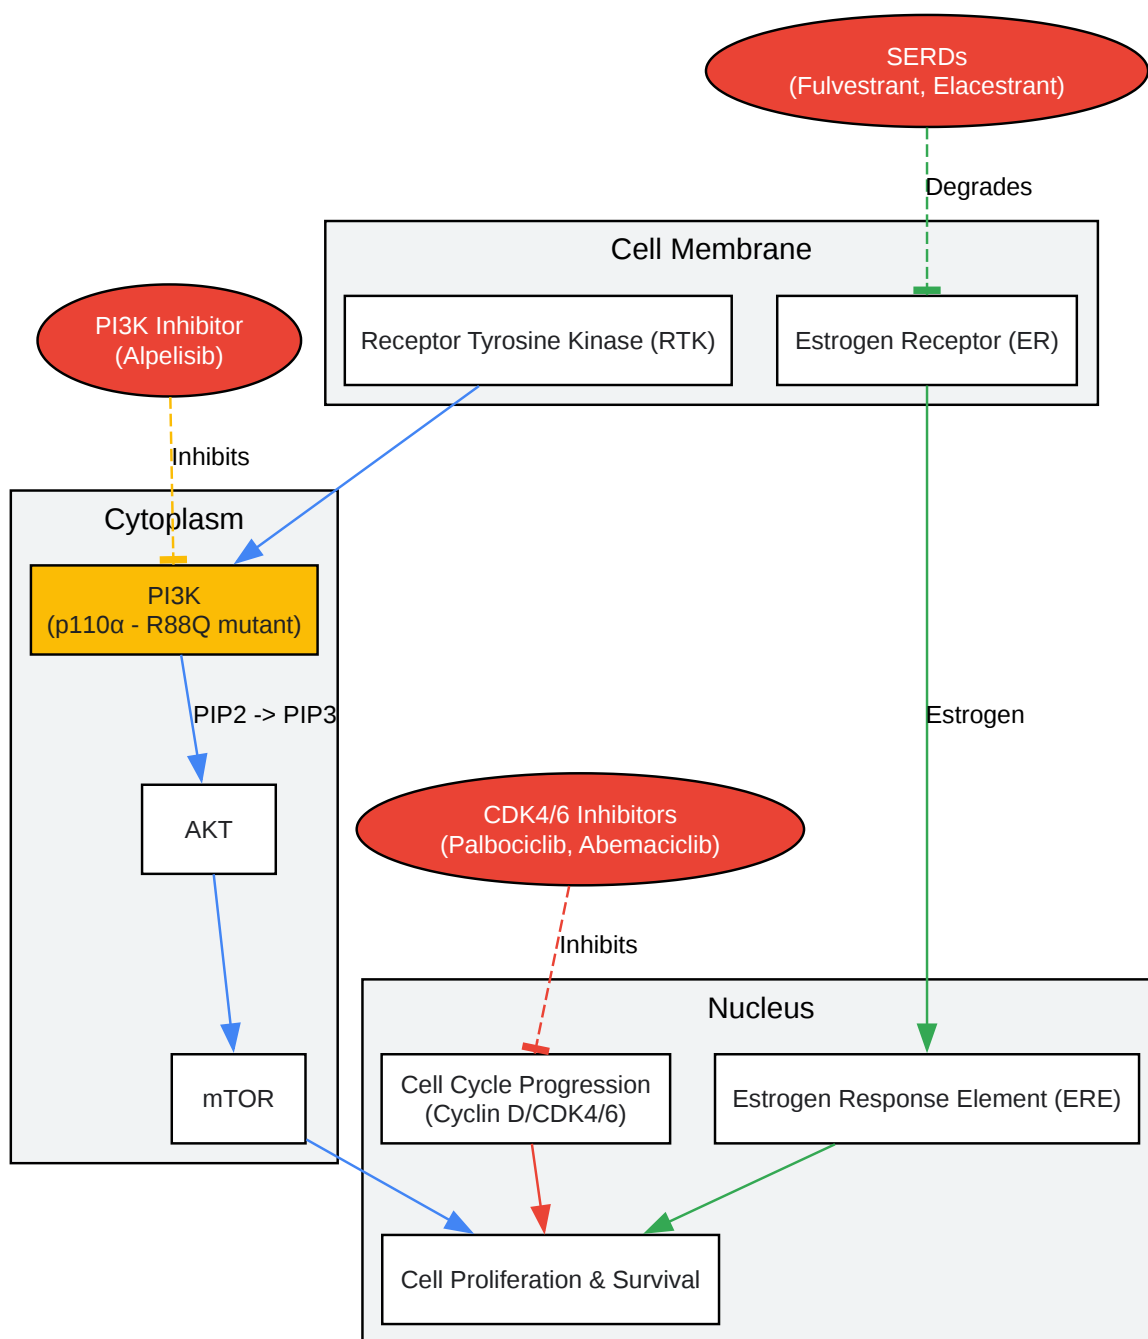 SERDs
(Fulvestrant, Elacestrant)
Degrades
Cell Membrane
Receptor Tyrosine Kinase (RTK)
Estrogen Receptor (ER)
PI3K Inhibitor
(Alpelisib)
Inhibits
Cytoplasm
PI3K
(p110α - R88Q mutant)
PIP2 -> PIP3
Estrogen
AKT
CDK4/6 Inhibitors
(Palbociclib, Abemaciclib)
Inhibits
Nucleus
mTOR
Cell Cycle Progression
(Cyclin D/CDK4/6)
Estrogen Response Element (ERE)
Cell Proliferation & Survival